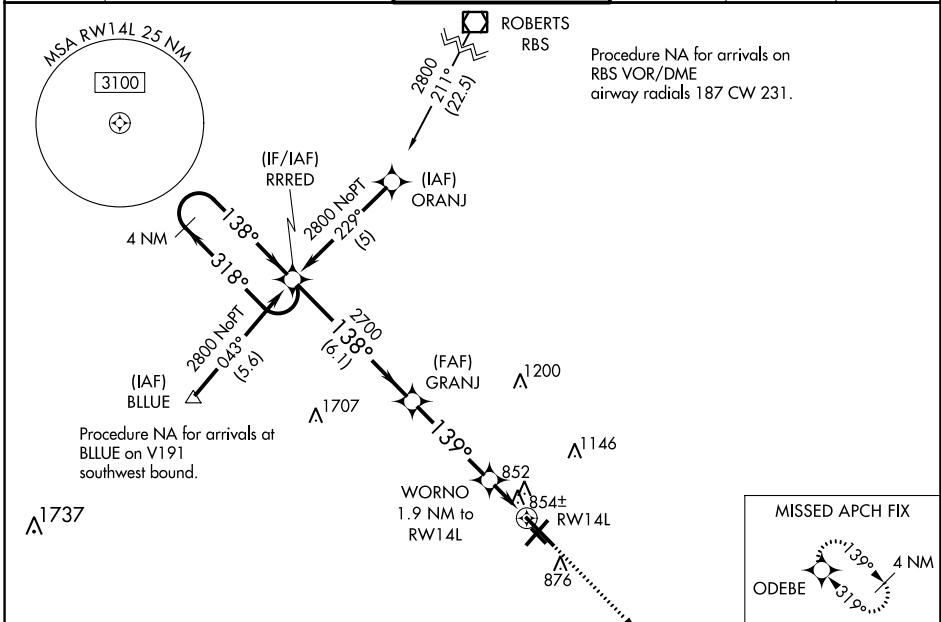 MSA RW14L 25 NM
3100
ROBERTS
RBS
Procedure NA for arrivals on
RBS VOR/DME
airway radials 187 CW 231.
2800
211°
(22.5)
(IF/IAF)
RRRED
(IAF)
ORANJ
2800 NoPT
229°
(5)
4 NM
138°
318°
2800 NoPT
043°
(5.6)
2700
138°
(6.1)
(IAF)
BLLUE
Procedure NA for arrivals at
BLLUE on V191
southwest bound.
(FAF)
GRANJ
1200
1707
139°
1146
852
854±
WORNO
1.9 NM to
RW14L
RW14L
1737
876
MISSED APCH FIX
139°
4 NM
ODEBE
319°